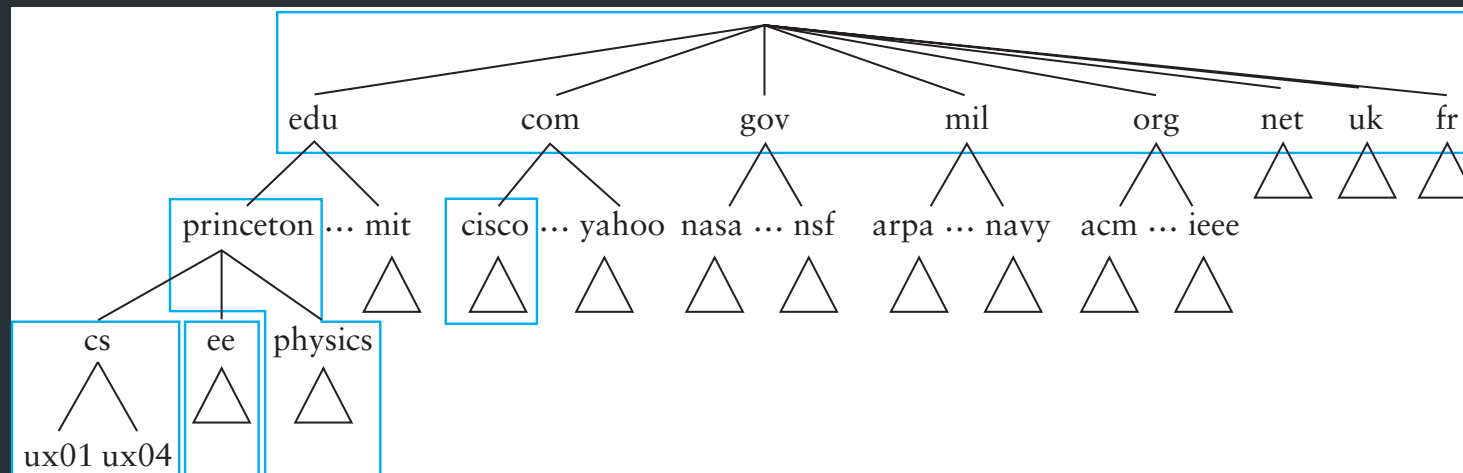 edu com gov mil org net uk fr
princeton ... mit cisco ... yahoo nasa ... nsf arpa ... navy acm ... ieee
cs ee physics
ux01 ux04